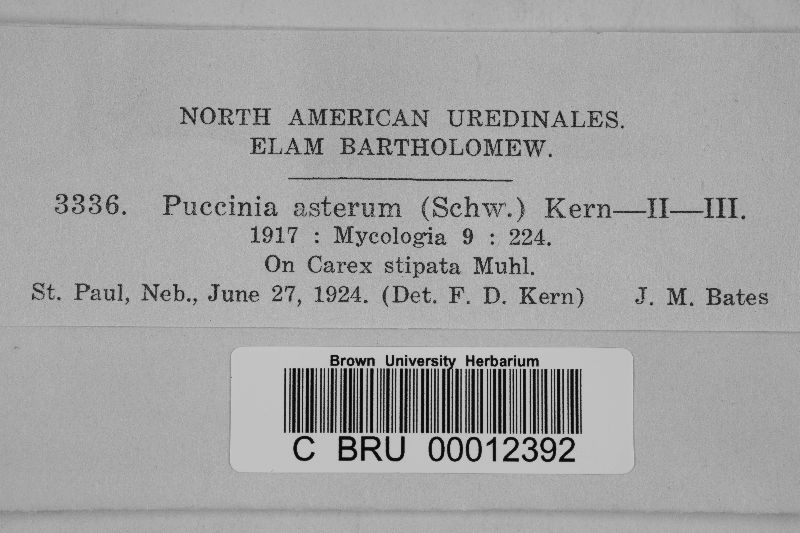 NORTH AMERICAN UREDINALES.
ELAM BARTHOLOMEW.
3336. Puccinia asterum (Schw.) Kern—II—III.
1917 : Mycologia 9 : 224.
On Carex stipata Muhl.
St. Paul, Neb., June 27, 1924. (Det. F. D. Kern) J. M. Bates
Brown University Herbarium
C BRU 00012392